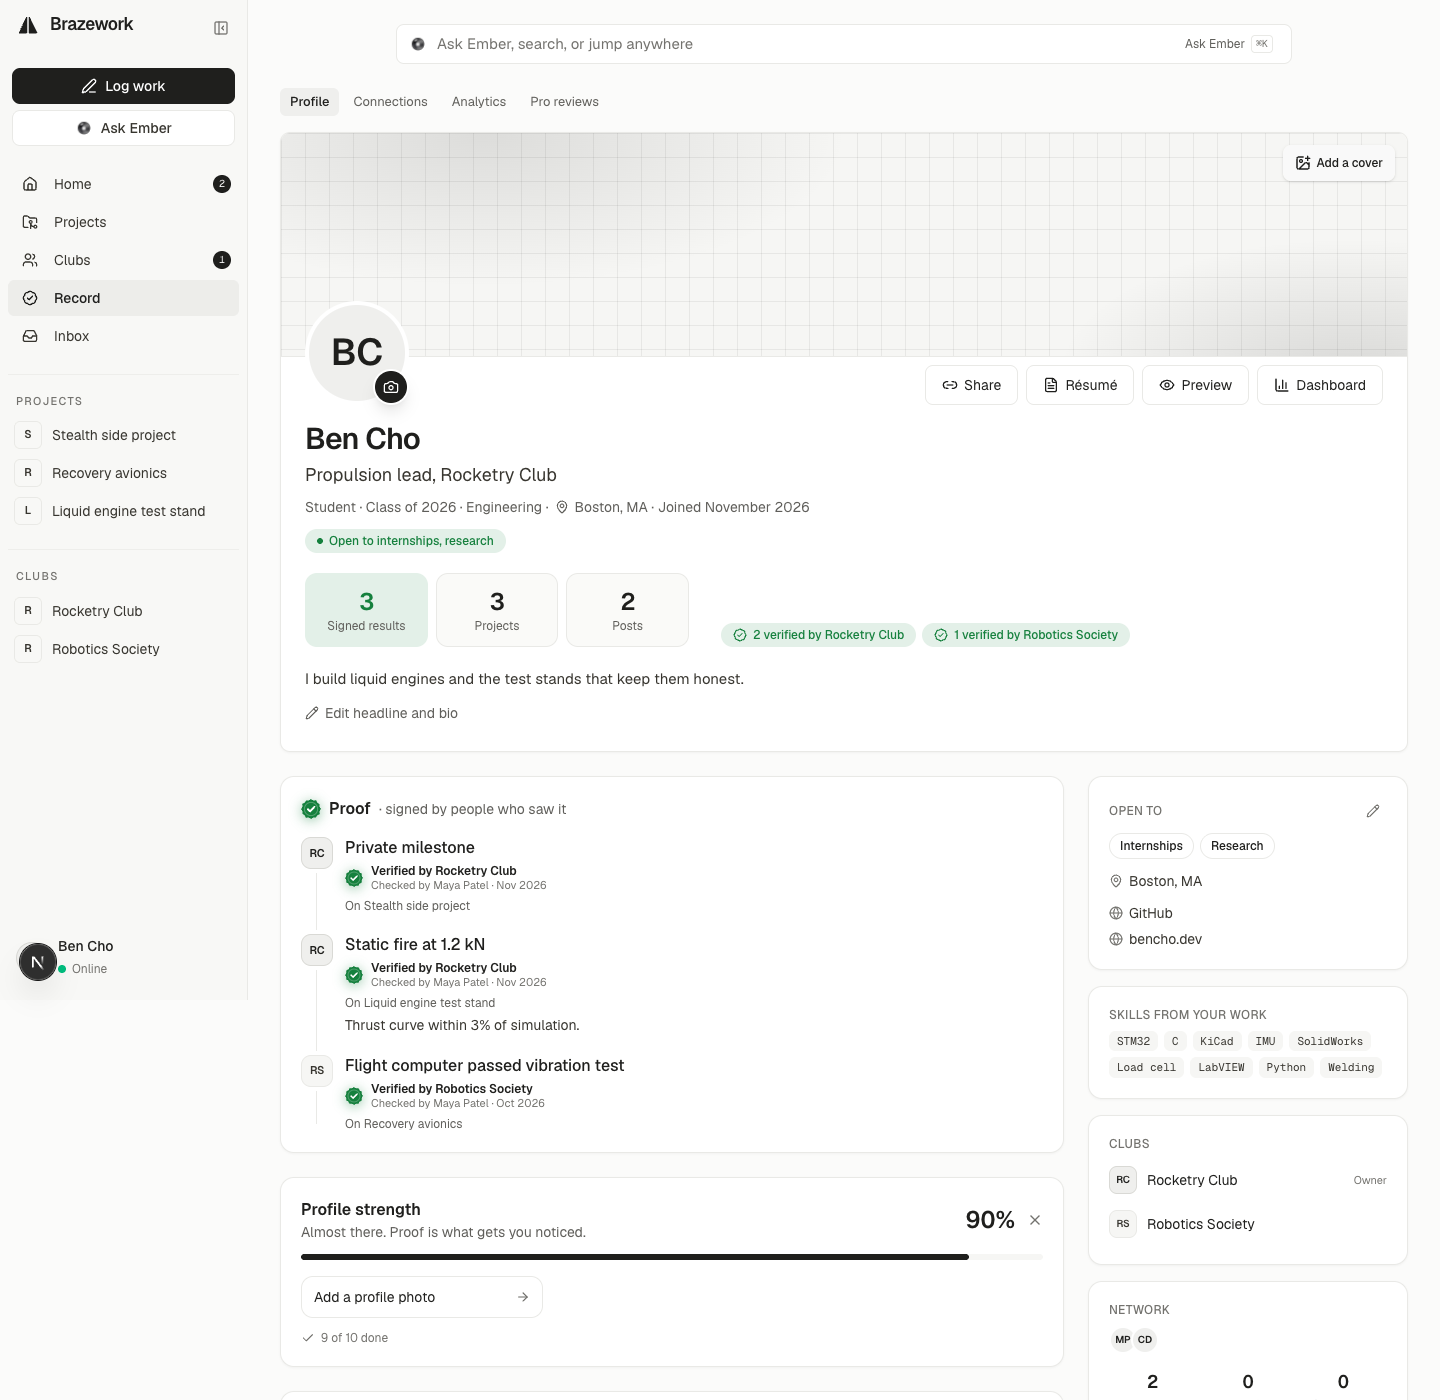 Brazework
Log work
Ask Ember
Home
2
Projects
Clubs
1
Record
Inbox
PROJECTS
S
Stealth side project
R
Recovery avionics
L
Liquid engine test stand
CLUBS
R
Rocketry Club
R
Robotics Society
N
Ben Cho
Online
Ask Ember, search, or jump anywhere
Ask Ember ⌘K
Profile
Connections
Analytics
Pro reviews
Add a cover
BC
Share
Résumé
Preview
Dashboard
Ben Cho
Propulsion lead, Rocketry Club
Student · Class of 2026 · Engineering · Boston, MA · Joined November 2026
Open to internships, research
3
Signed results
3
Projects
2
Posts
2 verified by Rocketry Club
1 verified by Robotics Society
I build liquid engines and the test stands that keep them honest.
Edit headline and bio
Proof · signed by people who saw it
RC
Private milestone
Verified by Rocketry Club
Checked by Maya Patel · Nov 2026
On Stealth side project
RC
Static fire at 1.2 kN
Verified by Rocketry Club
Checked by Maya Patel · Nov 2026
On Liquid engine test stand
Thrust curve within 3% of simulation.
RS
Flight computer passed vibration test
Verified by Robotics Society
Checked by Maya Patel · Oct 2026
On Recovery avionics
Profile strength
Almost there. Proof is what gets you noticed.
90%
Add a profile photo
9 of 10 done
OPEN TO
Internships
Research
Boston, MA
GitHub
bencho.dev
SKILLS FROM YOUR WORK
STM32 C KiCad IMU SolidWorks
Load cell LabVIEW Python Welding
CLUBS
RC
Rocketry Club
Owner
RS
Robotics Society
NETWORK
MP CD
2 0 0